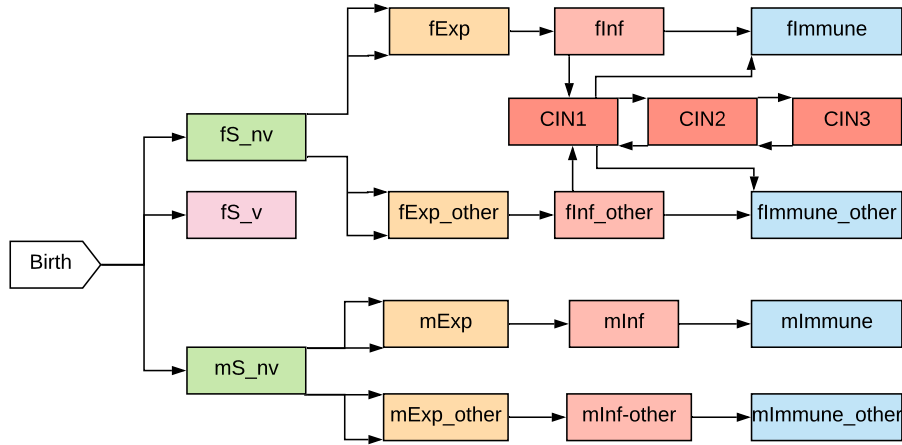 fExp
fInf
fImmune
CIN1
CIN2
CIN3
fS_nv
fS_v
fExp_other
fInf_other
fImmune_other
Birth
mExp
mInf
mImmune
mS_nv
mExp_other
mInf-other
mImmune_other